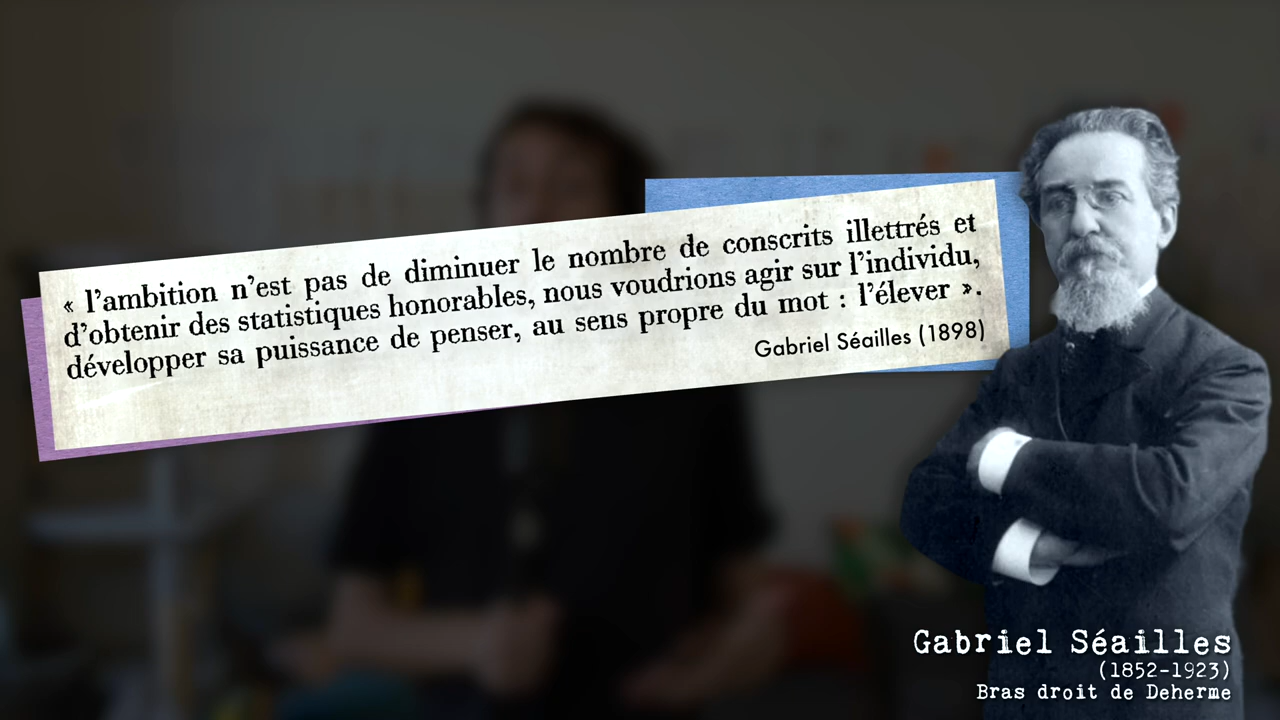 « l’ambition n’est pas de diminuer le nombre de conscrits illettrés et
d’obtenir des statistiques honorables, nous voudrions agir sur l’individu,
développer sa puissance de penser, au sens propre du mot : l’élever ».
Gabriel Séailles (1898)
Gabriel Séailles
(1852-1923)
Bras droit de Deherme